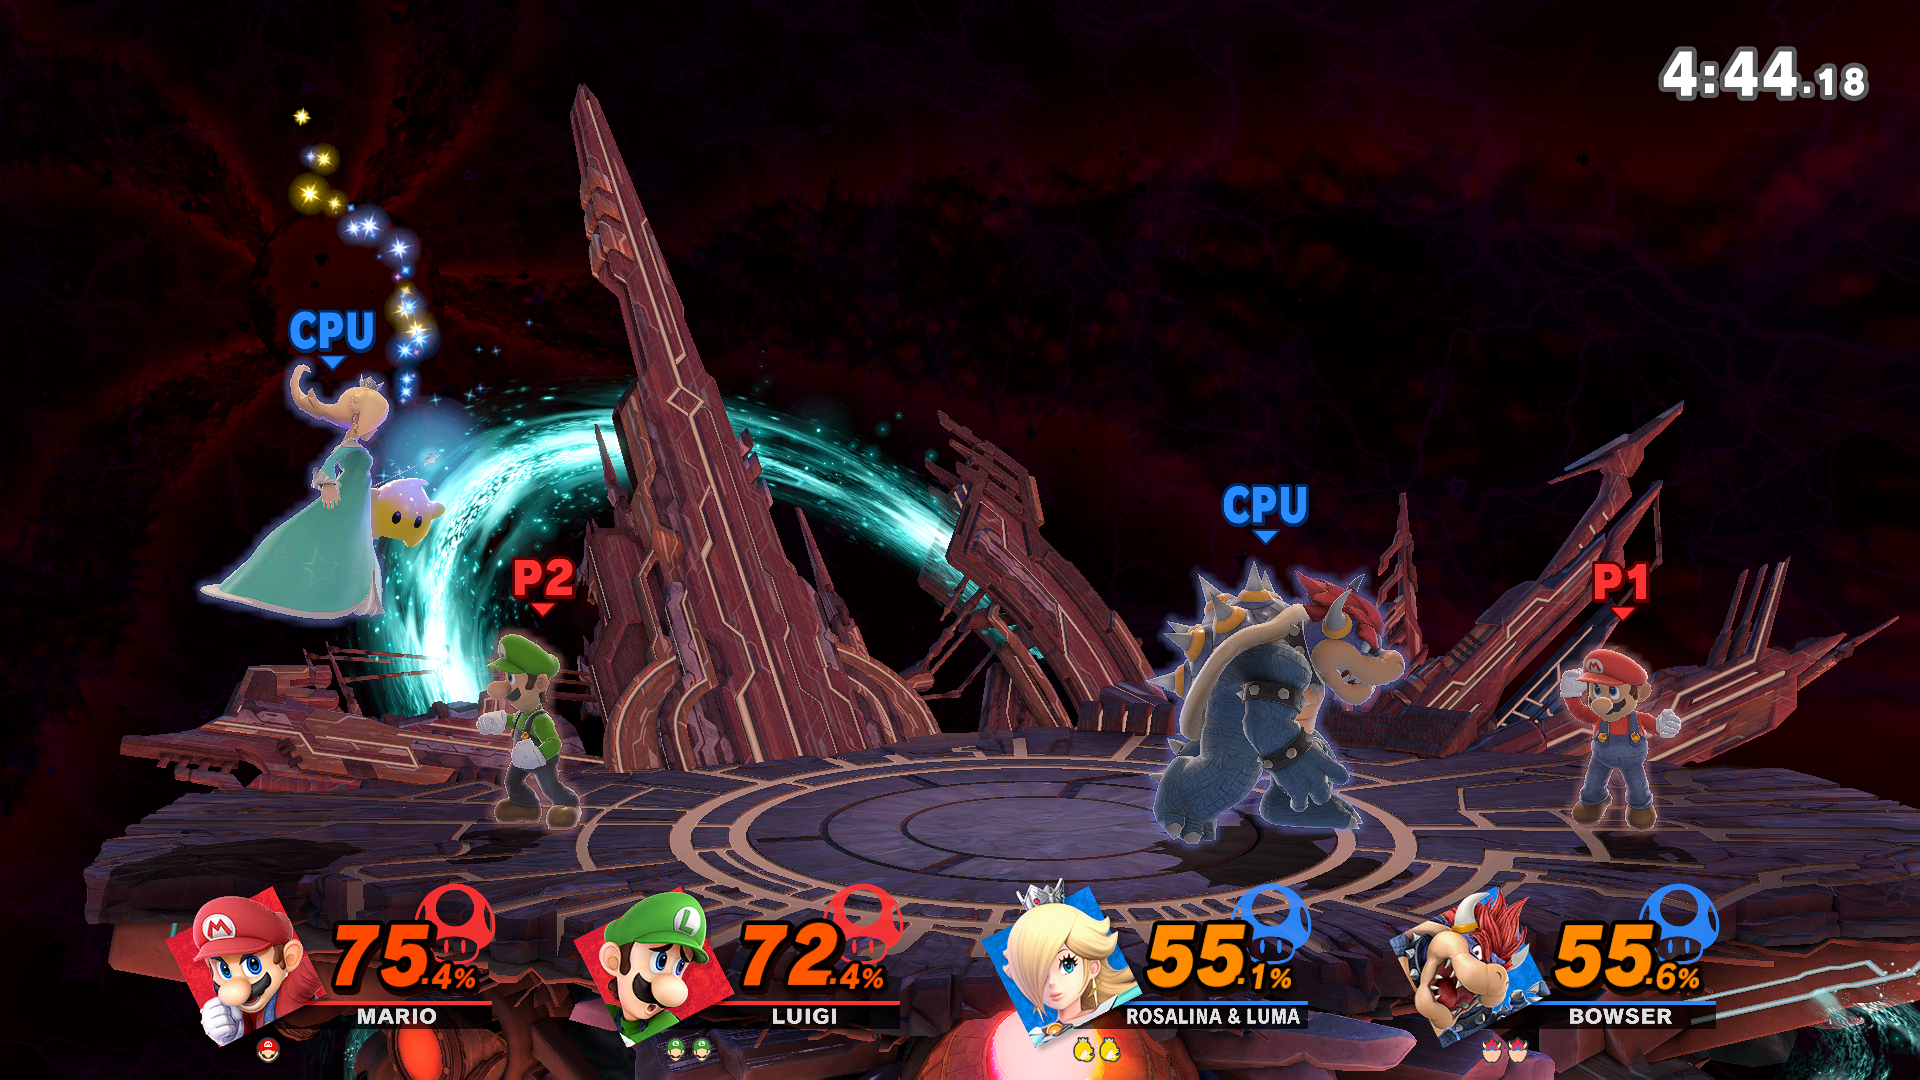 4:44.18
CPU
CPU
P2
P1
75.4%
MARIO
72.4%
LUIGI
55.1%
ROSALINA & LUMA
55.6%
BOWSER